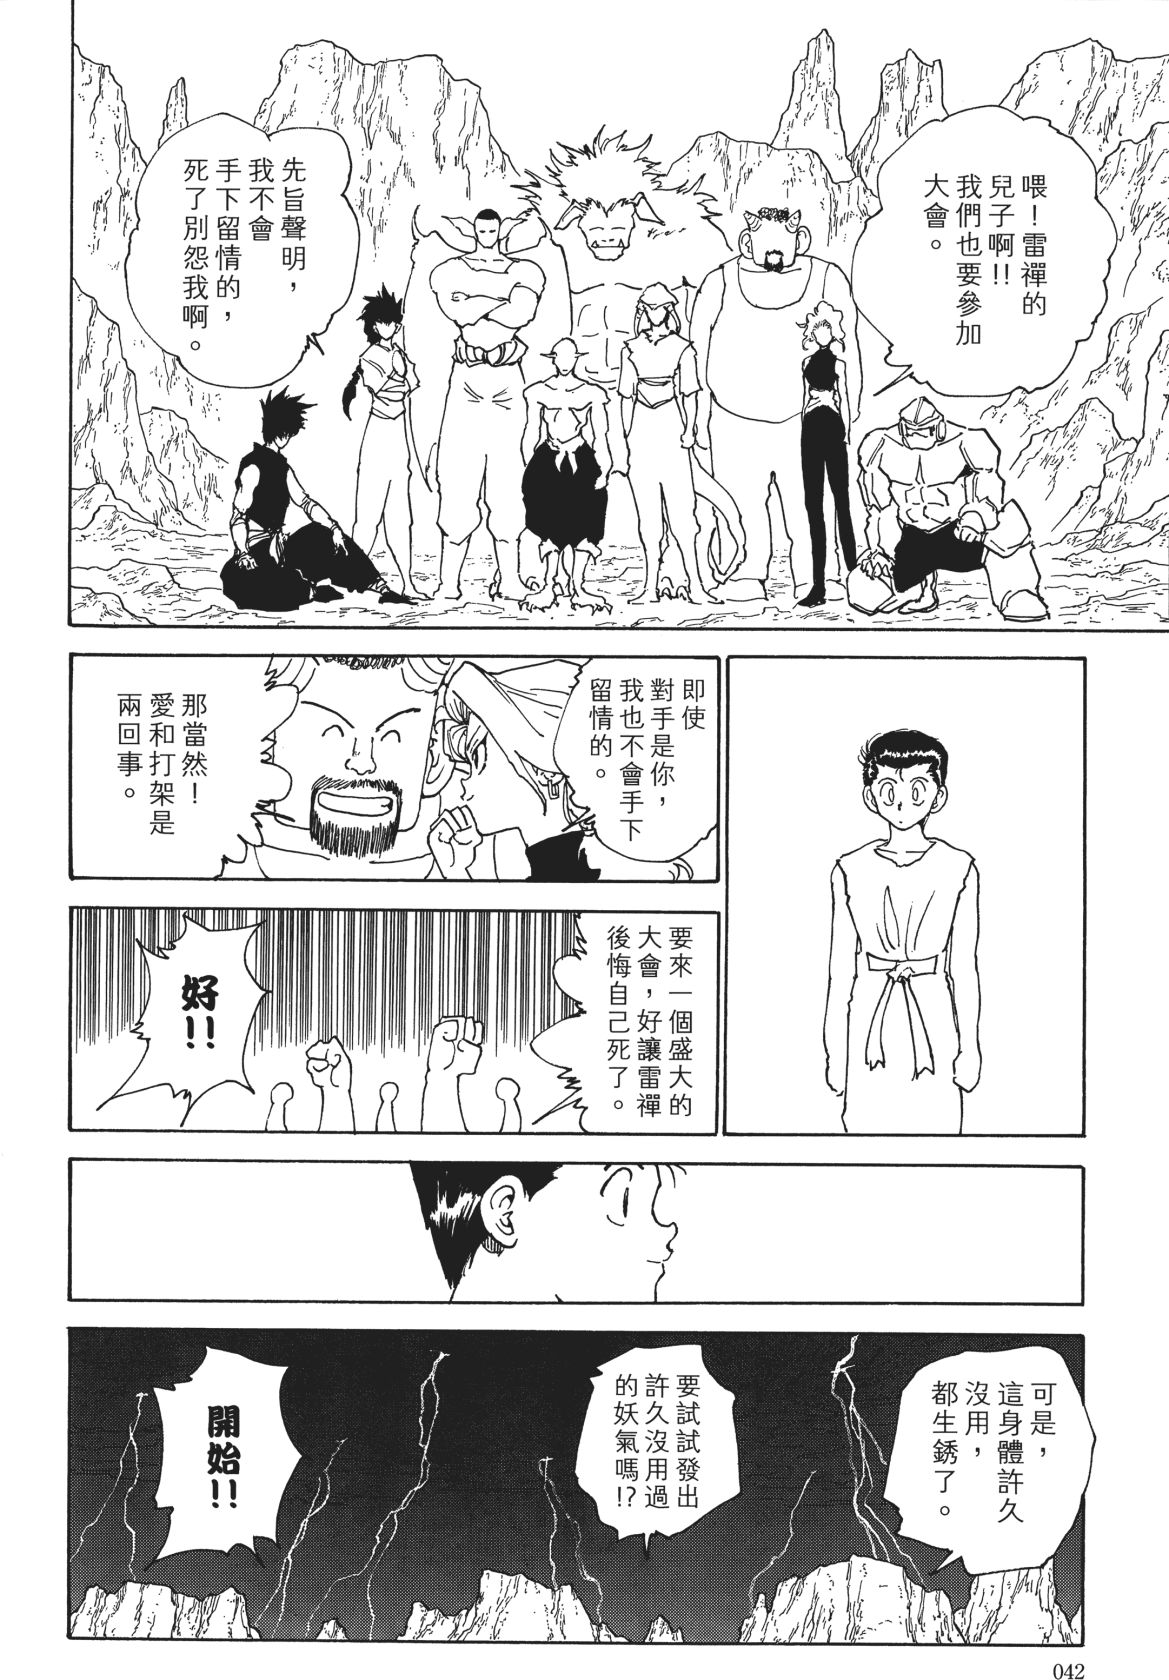 喂！雷禪的
兒子啊!!
我們也要參加
大會。
先旨聲明，
我不會
手下留情的，
死了別怨我啊。
即使
對手是你，
我也不會手下
留情的。
那當然！
愛和打架是
兩回事。
要來一個盛大的
大會，好讓雷禪
後悔自己死了。
好!!
可是，
這身體許久
沒用，
都生銹了。
要試試發出
許久沒用過
的妖氣嗎!?
開始!!
042